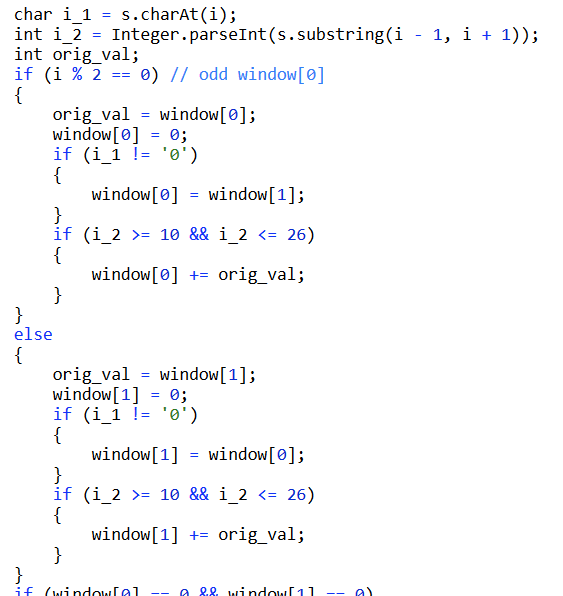 char i_1 = s.charAt(i);
int i_2 = Integer.parseInt(s.substring(i - 1, i + 1));
int orig_val;
if (i % 2 == 0) // odd window[0]
{
    orig_val = window[0];
    window[0] = 0;
    if (i_1 != '0')
    {
        window[0] = window[1];
    }
    if (i_2 >= 10 && i_2 <= 26)
    {
        window[0] += orig_val;
    }
}
else
{
    orig_val = window[1];
    window[1] = 0;
    if (i_1 != '0')
    {
        window[1] = window[0];
    }
    if (i_2 >= 10 && i_2 <= 26)
    {
        window[1] += orig_val;
    }
}
if (window[0] == 0 && window[1] == 0)